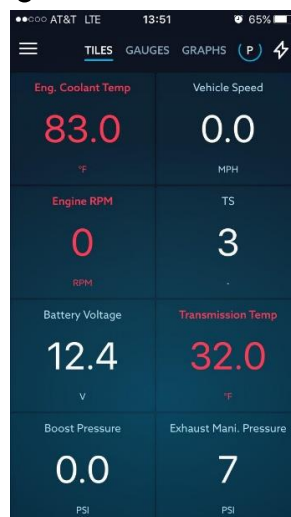 AT&T LTE 13:51 65%
TILES GAUGES GRAPHS P
Eng. Coolant Temp Vehicle Speed
83.0 0.0
°F MPH
Engine RPM TS
0 3
RPM .
Battery Voltage Transmission Temp
12.4 32.0
V °F
Boost Pressure Exhaust Mani. Pressure
0.0 7
PSI PSI